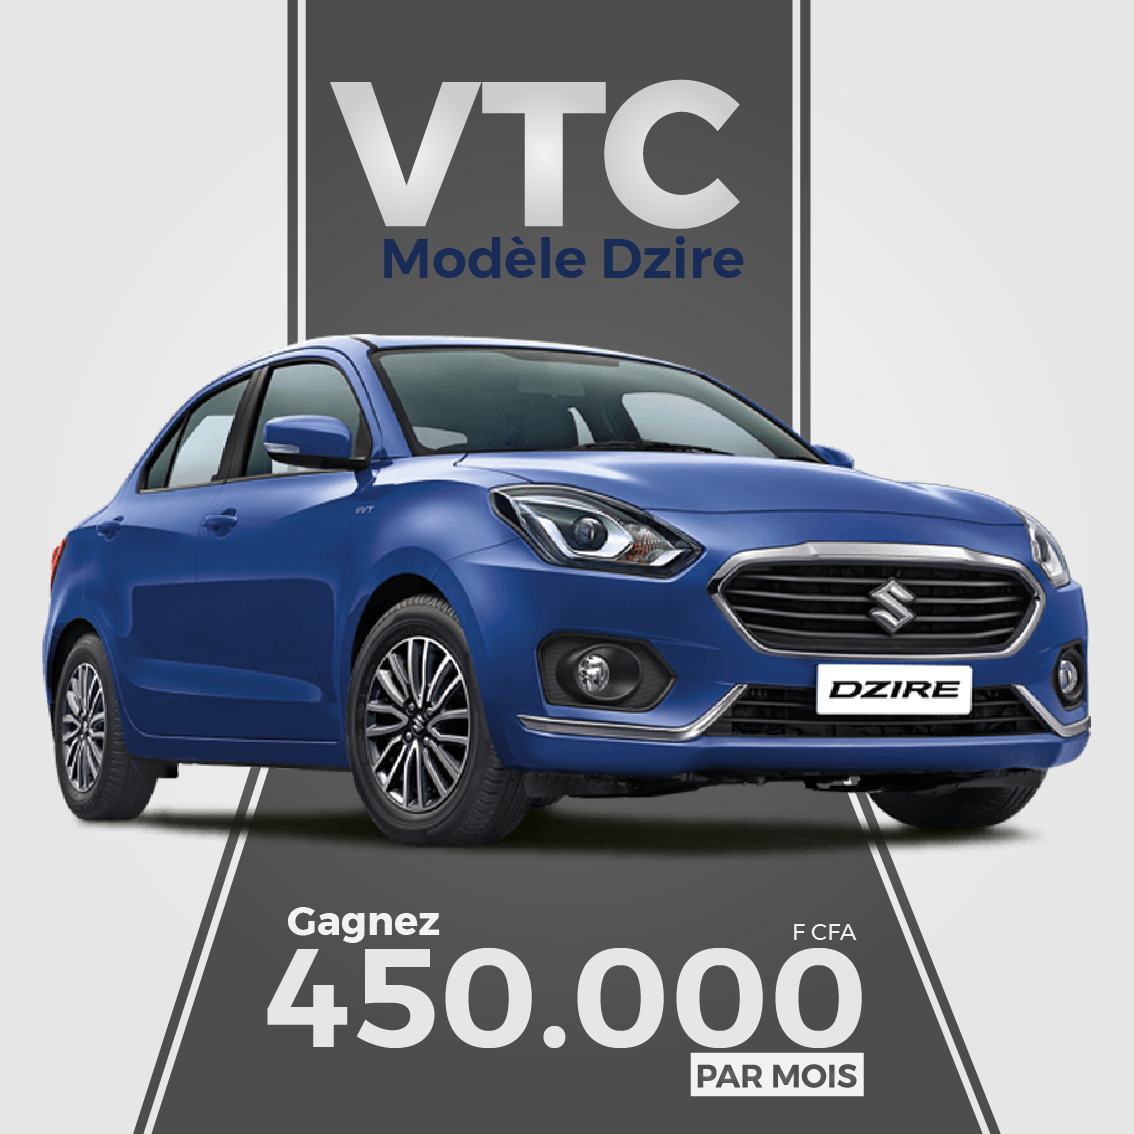 VTC
Modèle Dzire
DZIRE
Gagnez
F CFA
450.000
PAR MOIS